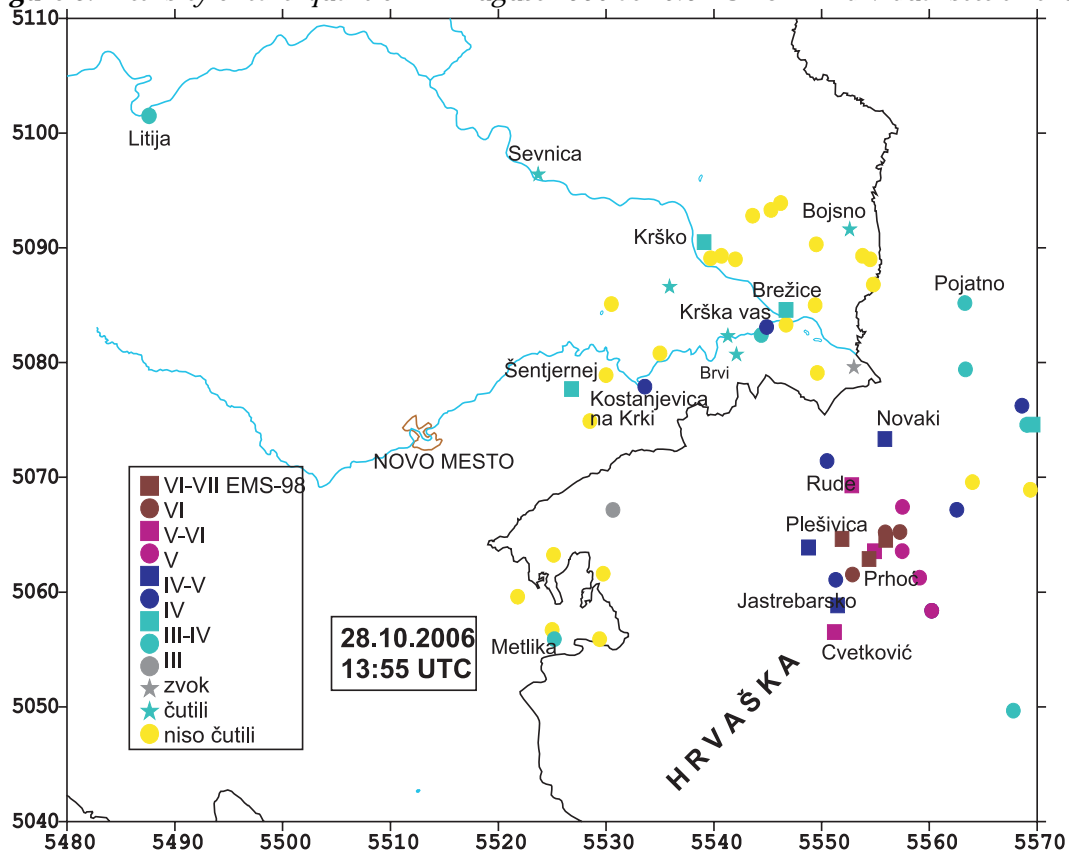 5110
5100
Litija
Sevnica
Bojsno
Krško
5090
Brežice
Pojatno
Krška vas
5080
Šentjernej
Brvi
Kostanjevica
na Krki
Novaki
NOVO MESTO
5070
Rude
VI-VII EMS-98
VI
V-VI
V
IV-V
IV
III-IV
III
zvok
čutili
niso čutili
Plešivica
Prhoć
5060
Jastrebarsko
28.10.2006
13:55 UTC
Metlika
Cvetković
HRVAŠKA
5050
5040
5480 5490 5500 5510 5520 5530 5540 5550 5560 5570